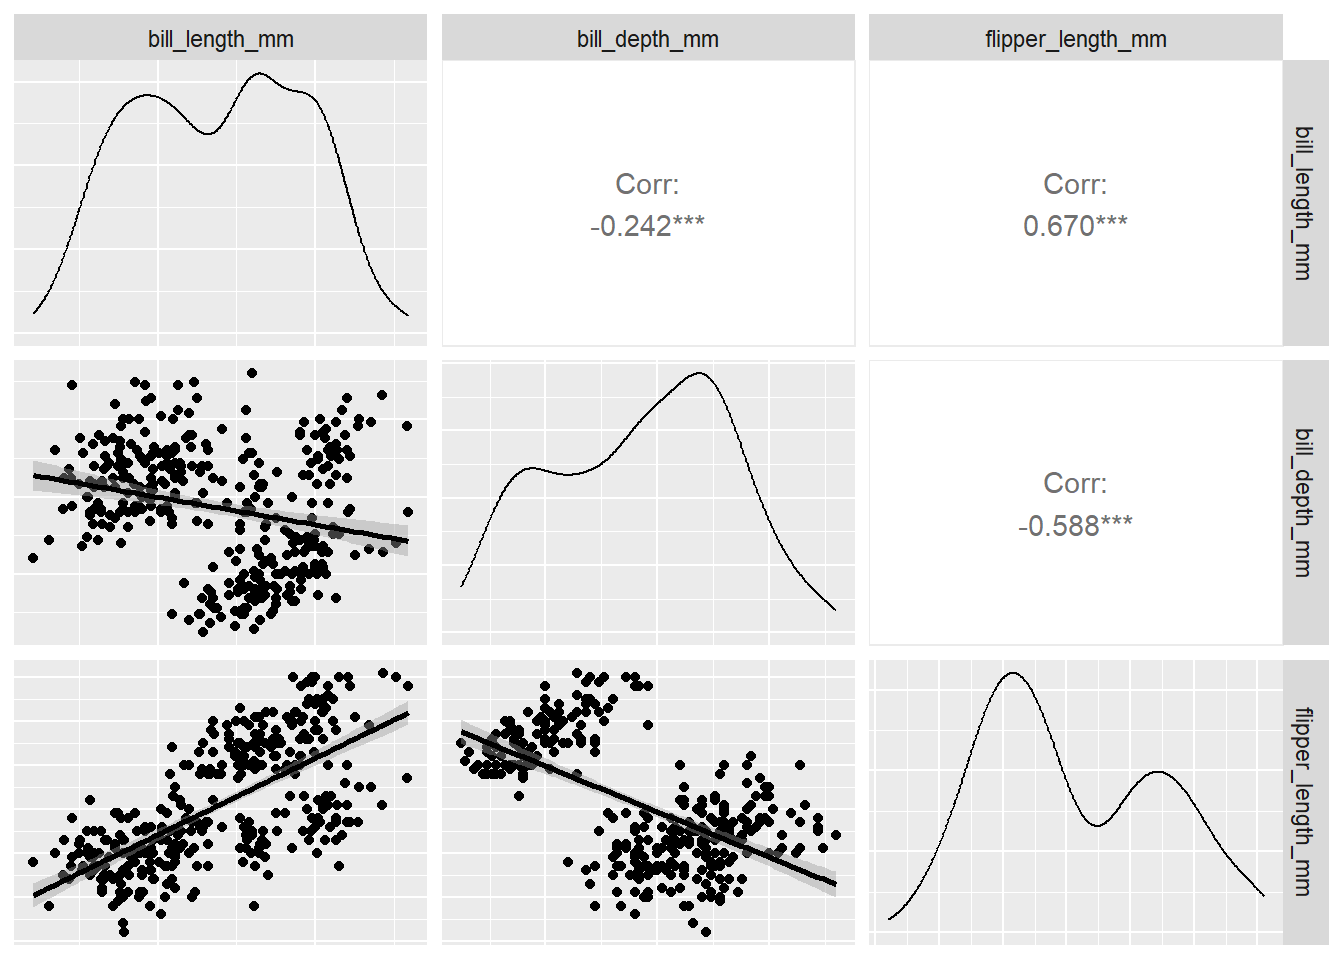 bill_length_mm
bill_depth_mm
flipper_length_mm
Corr:
-0.242***
Corr:
0.670***
bill_length_mm
Corr:
-0.588***
bill_depth_mm
flipper_length_mm